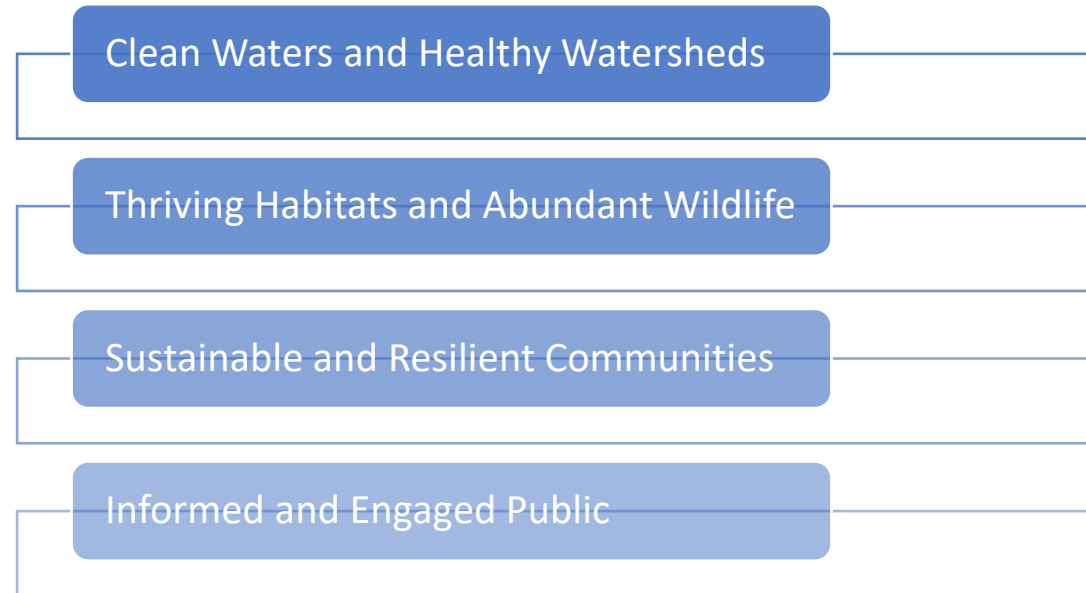 Clean Waters and Healthy Watersheds
Thriving Habitats and Abundant Wildlife
Sustainable and Resilient Communities
Informed and Engaged Public